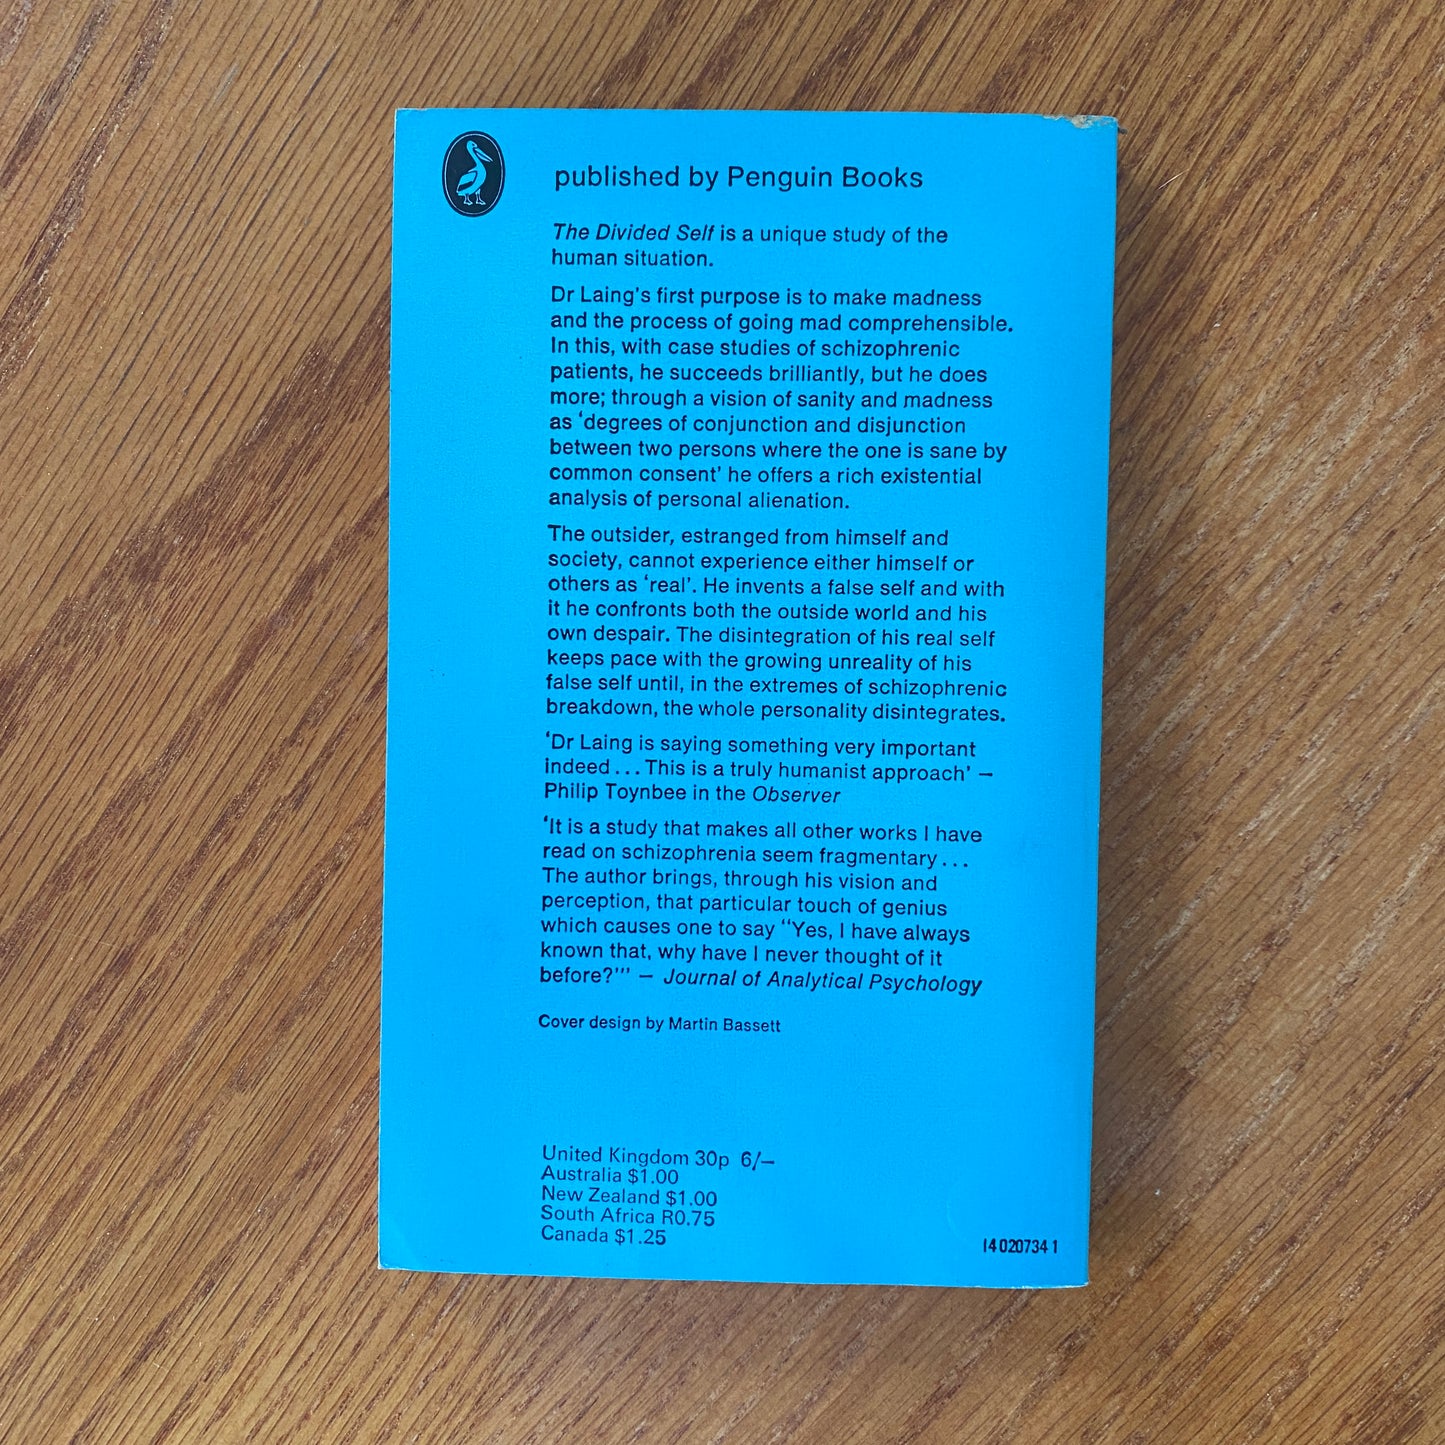 published by Penguin Books
The Divided Self is a unique study of the
human situation.
Dr Laing's first purpose is to make madness
and the process of going mad comprehensible.
In this, with case studies of schizophrenic
patients, he succeeds brilliantly, but he does
more; through a vision of sanity and madness
as ‘degrees of conjunction and disjunction
between two persons where the one is sane by
common consent’ he offers a rich existential
analysis of personal alienation.
The outsider, estranged from himself and
society, cannot experience either himself or
others as ‘real’. He invents a false self and with
it he confronts both the outside world and his
own despair. The disintegration of his real self
keeps pace with the growing unreality of his
false self until, in the extremes of schizophrenic
breakdown, the whole personality disintegrates.
‘Dr Laing is saying something very important
indeed ... This is a truly humanist approach’ –
Philip Toynbee in the Observer
‘It is a study that makes all other works I have
read on schizophrenia seem fragmentary ...
The author brings, through his vision and
perception, that particular touch of genius
which causes one to say “Yes, I have always
known that, why have I never thought of it
before?”’ – Journal of Analytical Psychology
Cover design by Martin Bassett
United Kingdom 30p 6/–
Australia $1.00
New Zealand $1.00
South Africa R0.75
Canada $1.25
14 020734 1